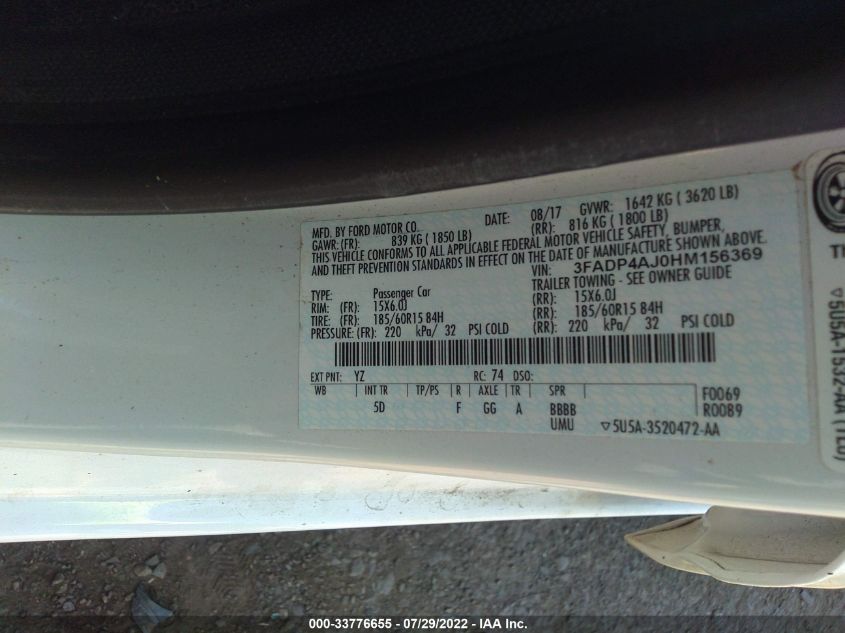 MFD. BY FORD MOTOR CO. DATE: 08/17 GVWR: 1642 KG ( 3620 LB)
GAWR: (FR): 839 KG ( 1850 LB) (RR): 816 KG ( 1800 LB)
THIS VEHICLE CONFORMS TO ALL APPLICABLE FEDERAL MOTOR VEHICLE SAFETY, BUMPER,
AND THEFT PREVENTION STANDARDS IN EFFECT ON THE DATE OF MANUFACTURE SHOWN ABOVE.
VIN: 3FADP4AJ0HM156369
TRAILER TOWING - SEE OWNER GUIDE
TYPE: Passenger Car
RIM: (FR): 15X6.0J (RR): 15X6.0J
TIRE: (FR): 185/60R15 84H (RR): 185/60R15 84H
PRESSURE: (FR): 220 kPa/ 32 PSI COLD (RR): 220 kPa/ 32 PSI COLD
EXT PNT: YZ RC: 74 DSO:
WB INT TR TP/PS R AXLE TR SPR F0069
5D F GG A BBBB R0089
UMU ▽5U5A-3520472-AA
▽5U5A-1532-AA (TEU)
000-33776655 - 07/29/2022 - IAA